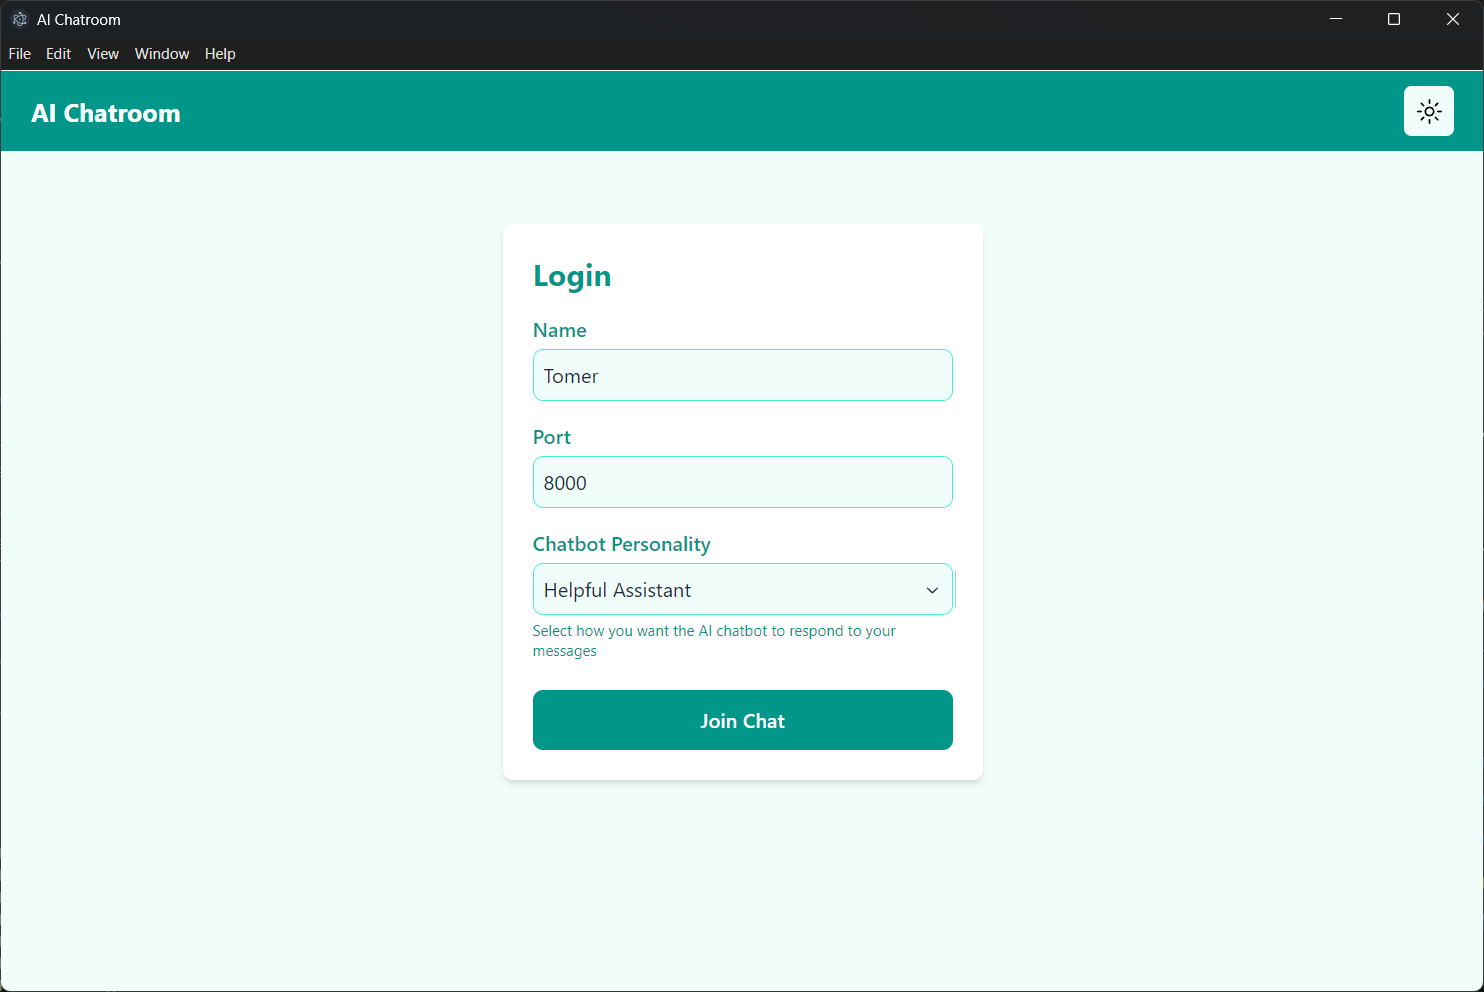 AI Chatroom
File Edit View Window Help
AI Chatroom
Login
Name
Tomer
Port
8000
Chatbot Personality
Helpful Assistant
Select how you want the AI chatbot to respond to your
messages
Join Chat